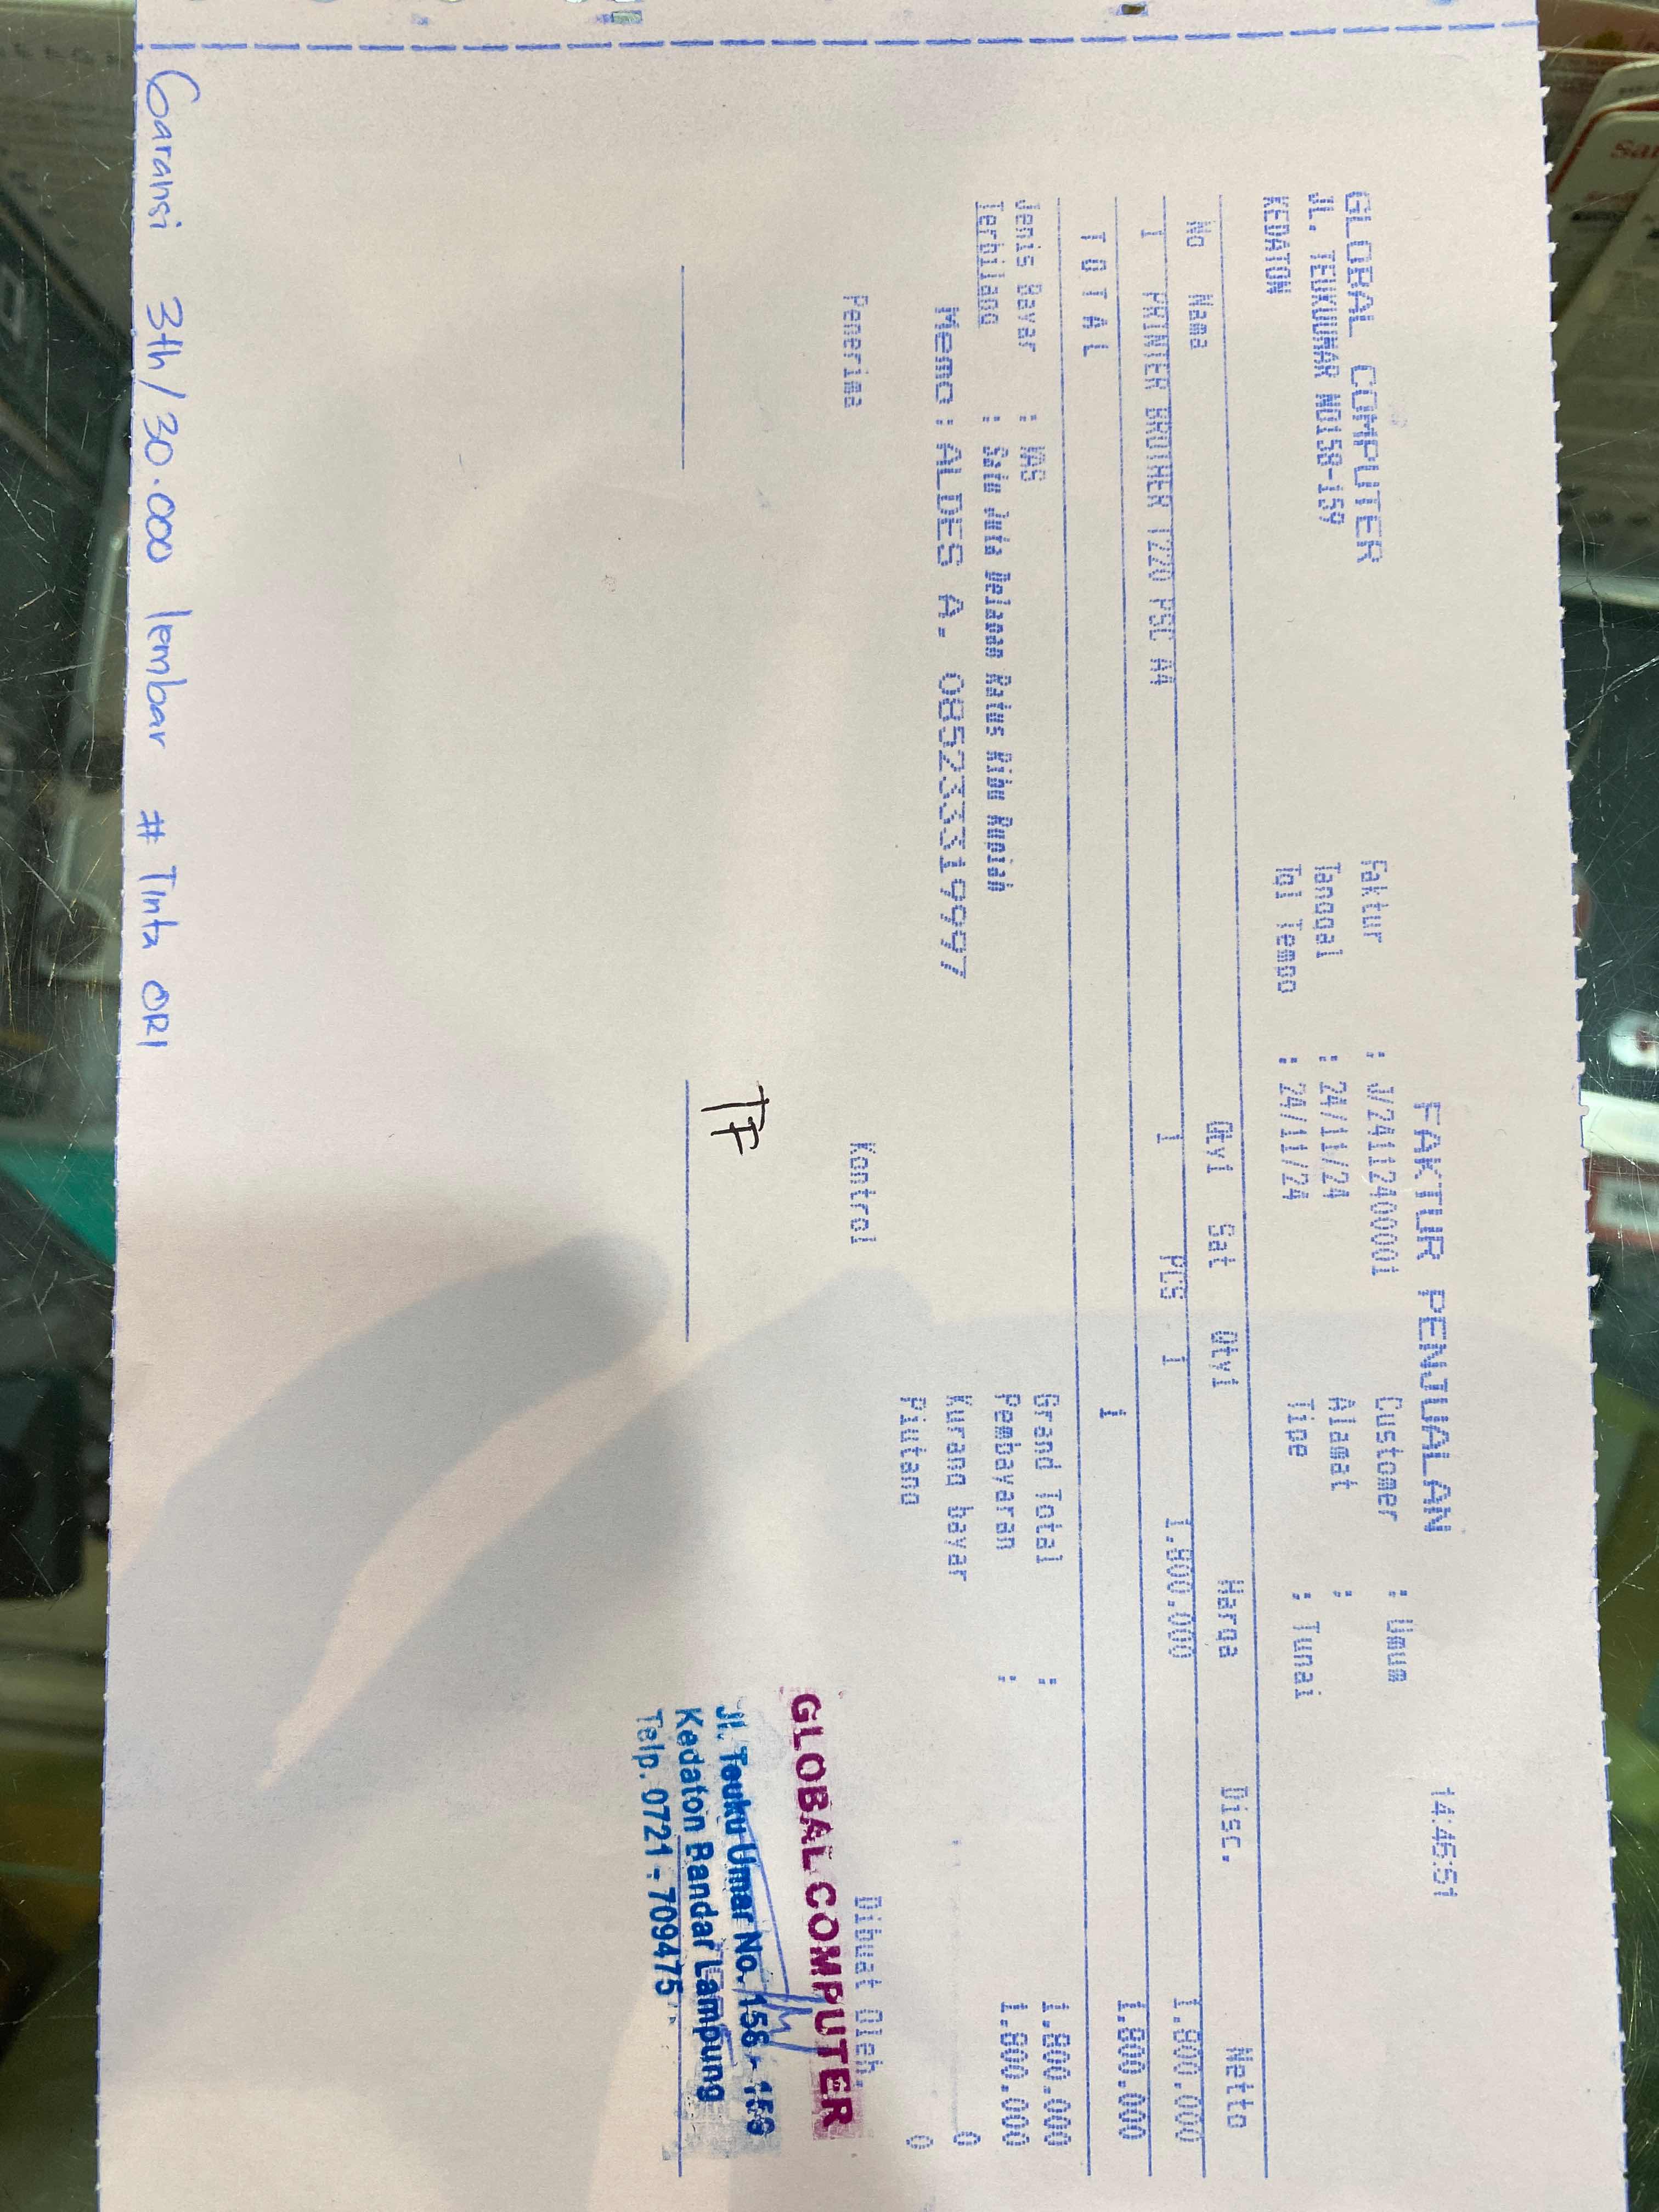 FAKTUR PENJUALAN 14:46:51
GLOBAL COMPUTER Faktur : J/2411240001 Customer : Umum
JL. TEUKUUMAR NO158-159 Tanggal : 24/11/24 Alamat :
KEDATON Tgl Tempo : 24/11/24 Tipe : Tunai
No Nama Qty1 Sat Qty1 Harga Disc. Netto
1 PRINTER BROTHER T220 PSC A4 1 PCS 1 1.800.000 1.800.000
T O T A L 1 1.800.000
Jenis Bayar : KAS Grand Total : 1.800.000
Terbilang : Satu Juta Delapan Ratus Ribu Rupiah Pembayaran : 1.800.000
Memo : ALDES A. 085233319997 Kurang bayar 0
Piutang 0
Penerima Kontrol Dibuat Oleh,
GLOBAL COMPUTER
TF
Jl. Teuku Umar No. 158 - 159
Kedaton Bandar Lampung
Telp. 0721 - 709475
Garansi 3th/30.000 lembar # Tinta ORI